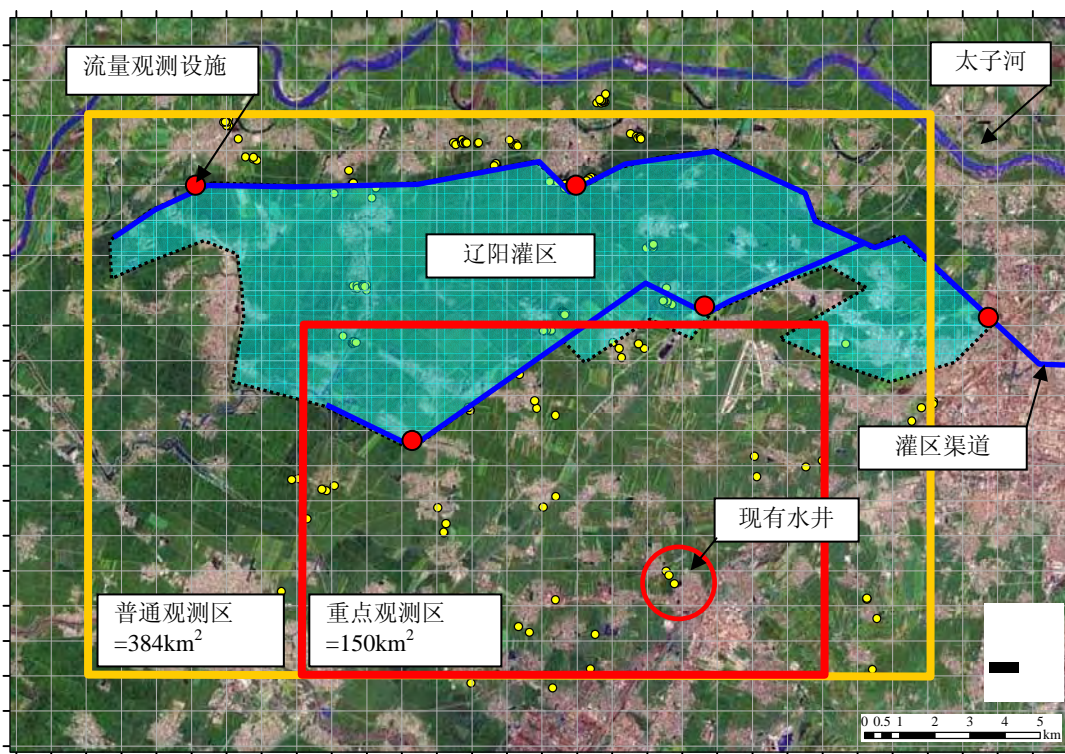 流量观测设施
太子河
辽阳灌区
灌区渠道
现有水井
普通观测区
=384km²
重点观测区
=150km²
0 0.5 1 2 3 4 5
km